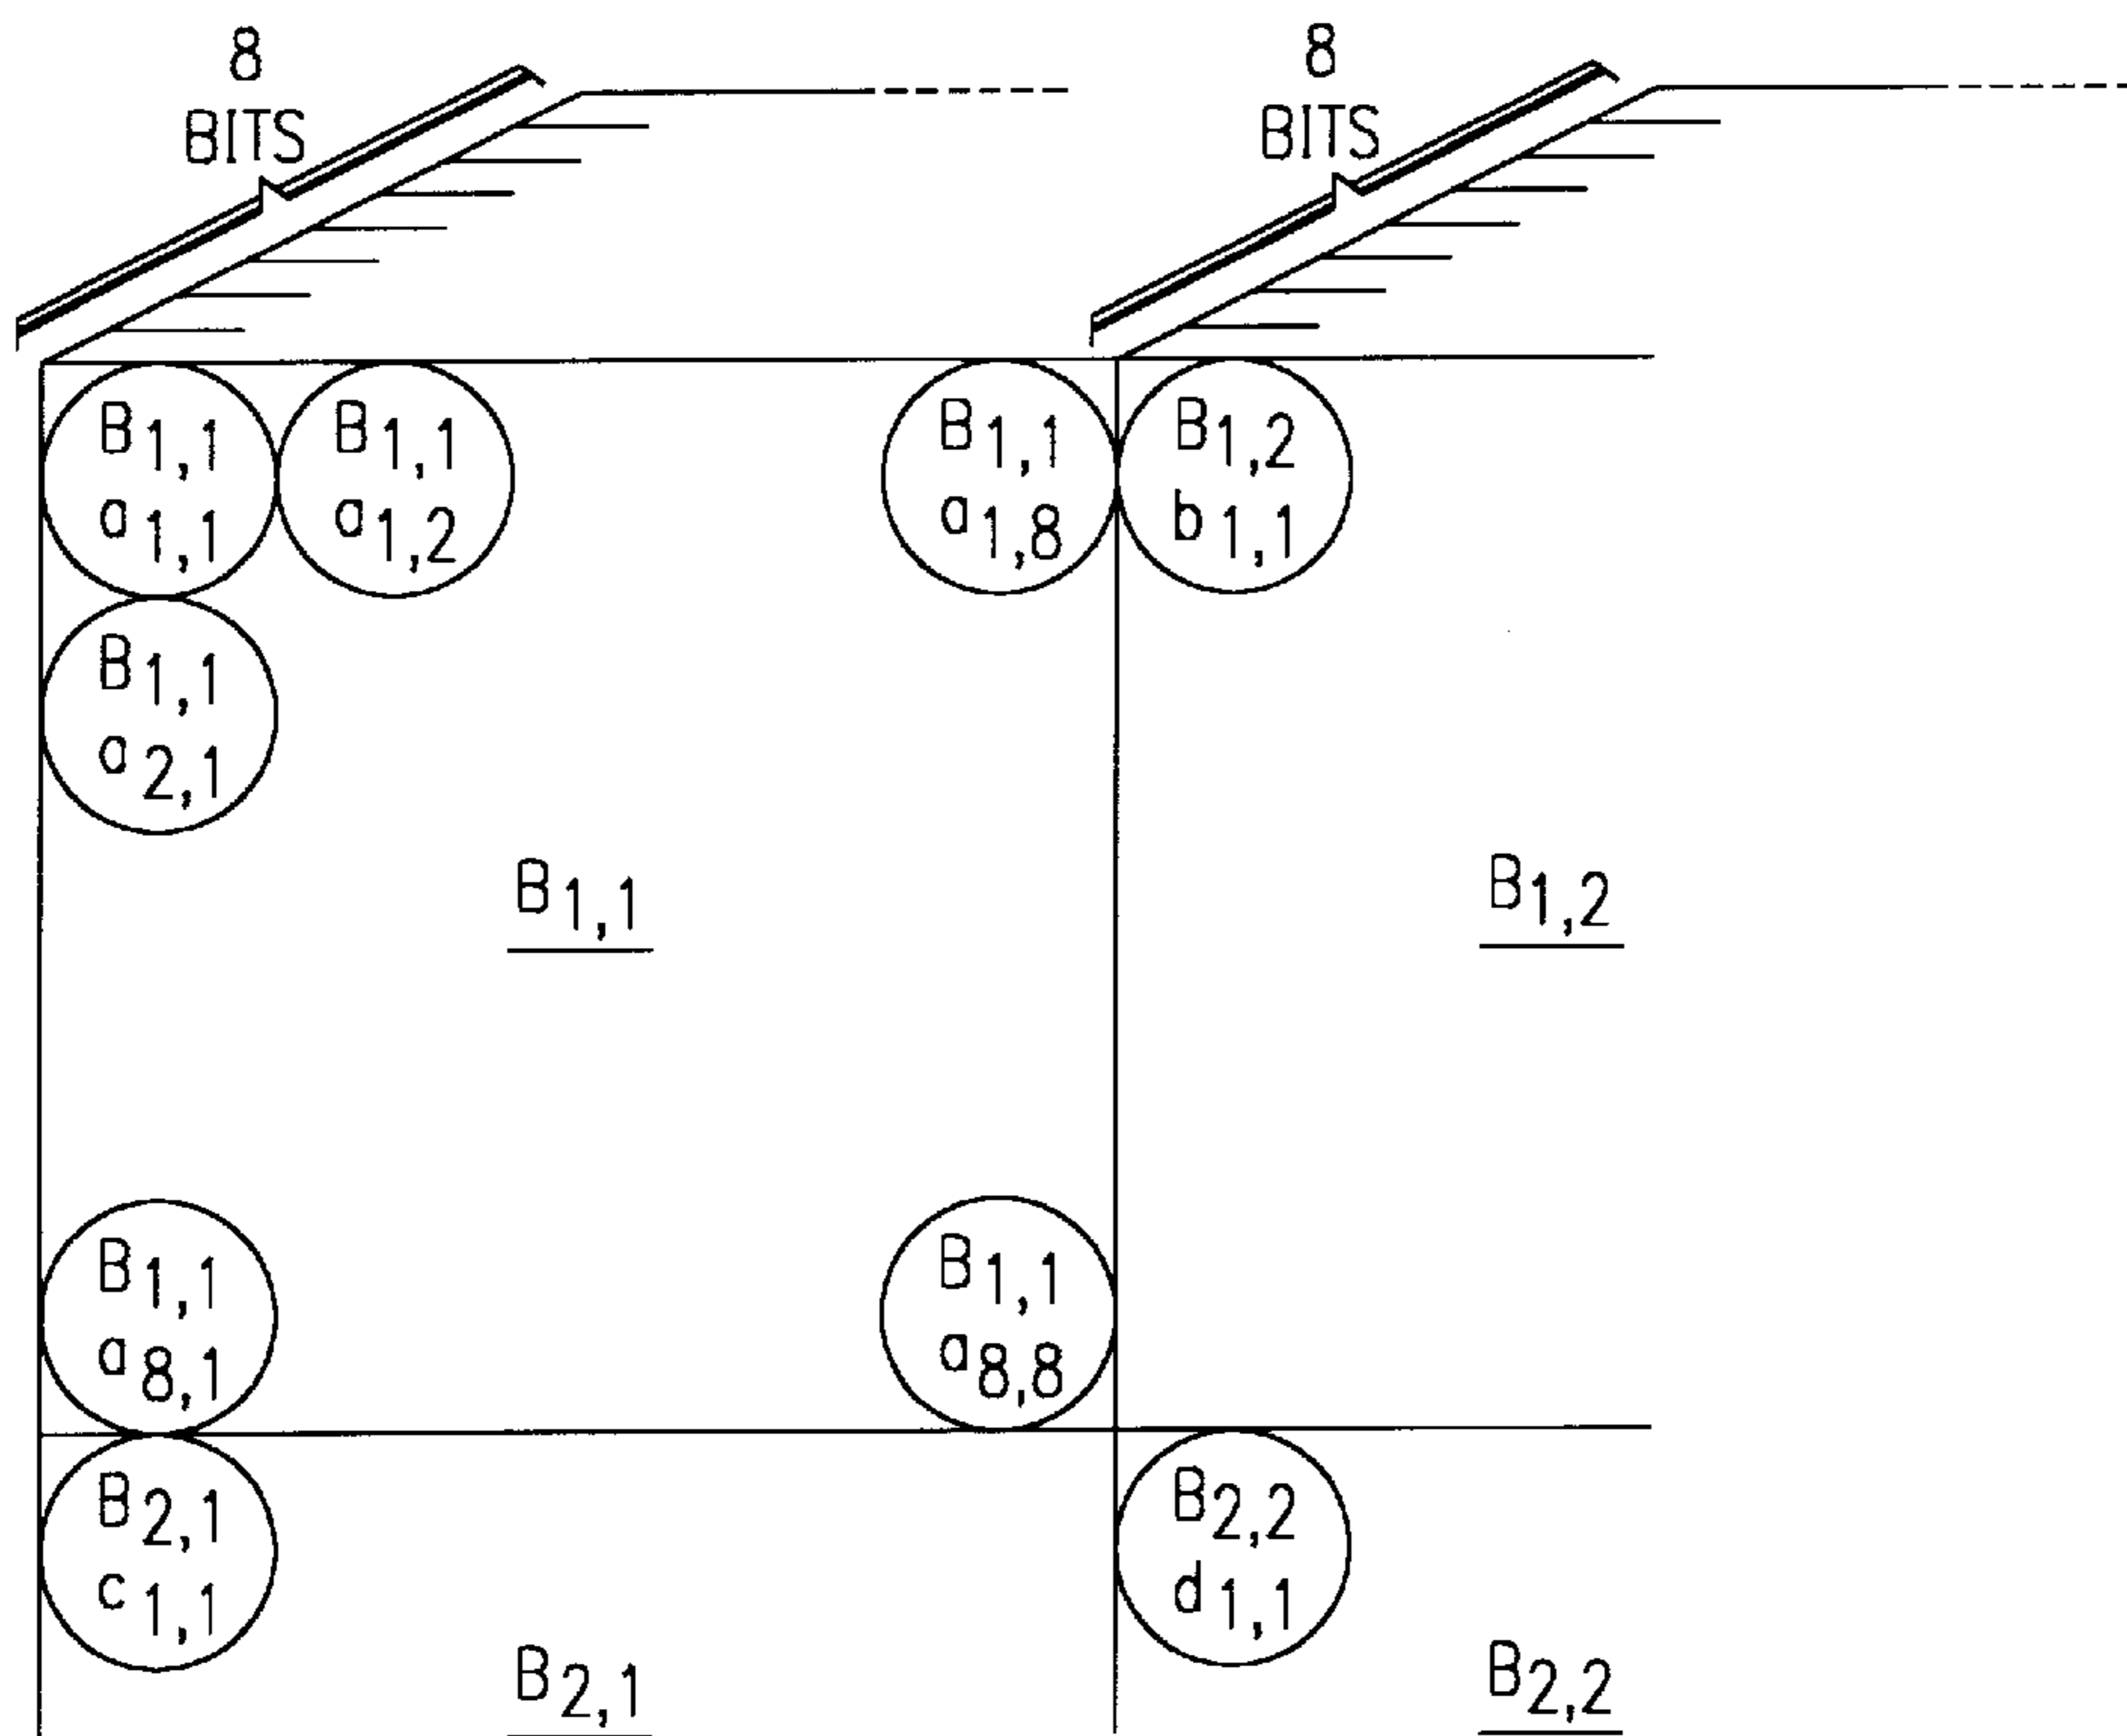 8
BITS
8
BITS
B1,1
a1,1
B1,1
a1,2
B1,1
a1,8
B1,2
b1,1
B1,1
a2,1
B1,1
B1,2
B1,1
a8,1
B1,1
a8,8
B2,1
c1,1
B2,2
d1,1
B2,1
B2,2